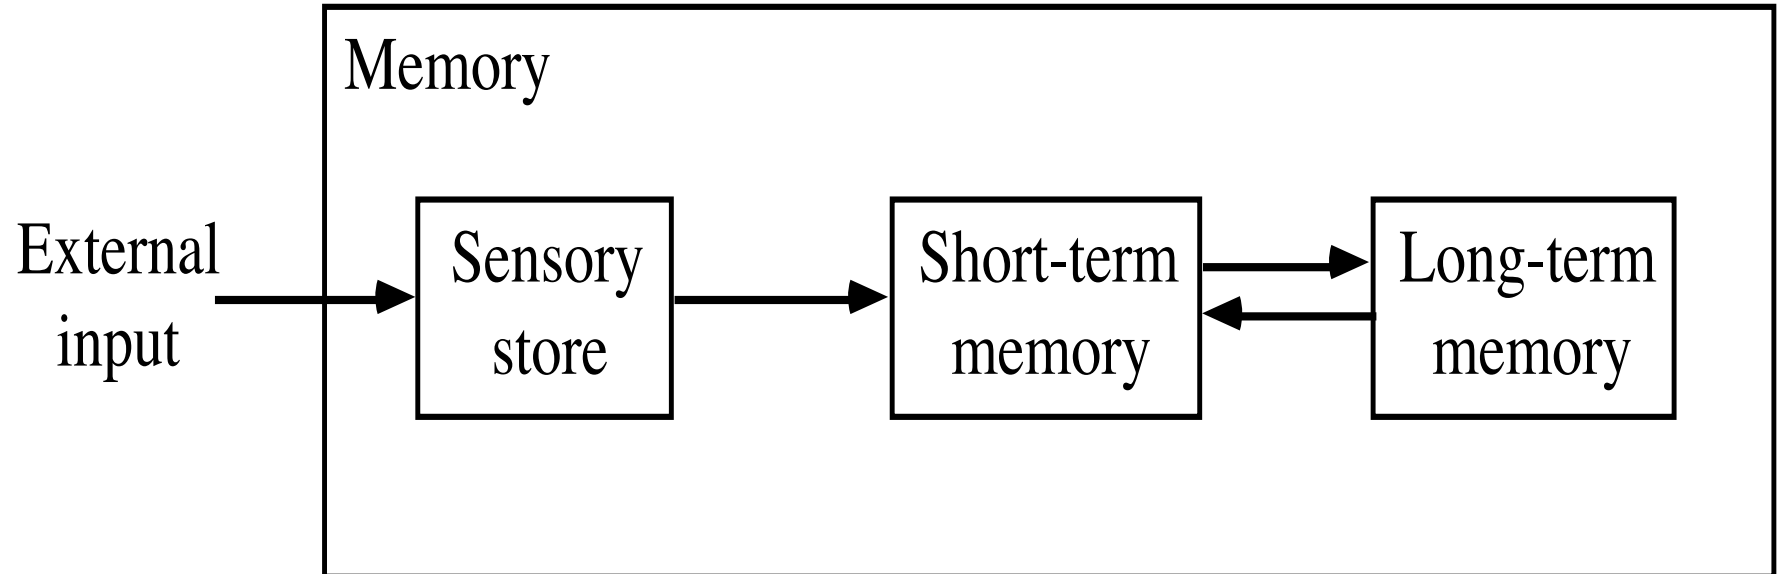 Memory
External
input
Sensory
store
Short-term
memory
Long-term
memory